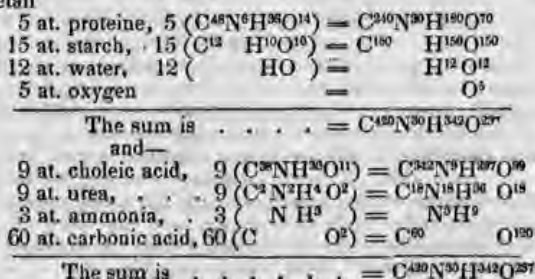 5 at. proteine, 5 (C⁴⁸N⁶H³⁶O¹⁴) = C²⁴⁰N³⁰H¹⁸⁰O⁷⁰
15 at. starch, 15 (C¹² H¹⁰O¹⁰) = C¹⁸⁰ H¹⁵⁰O¹⁵⁰
12 at. water, 12 ( HO ) = H¹² O¹²
5 at. oxygen = O⁵
The sum is . . . . = C⁴²⁰N³⁰H³⁴²O²³⁷
and—
9 at. choleic acid, 9 (C³⁸NH³³O¹¹) = C³⁴²N⁹H²⁹⁷O⁹⁹
9 at. urea, . . 9 (C² N²H⁴ O²) = C¹⁸N¹⁸H³⁶ O¹⁸
3 at. ammonia, . 3 ( N H³ ) = N³H⁹
60 at. carbonic acid, 60 (C O²) = C⁶⁰ O¹²⁰
The sum is . . . . . . . = C⁴²⁰N³⁰H³⁴²O²³⁷